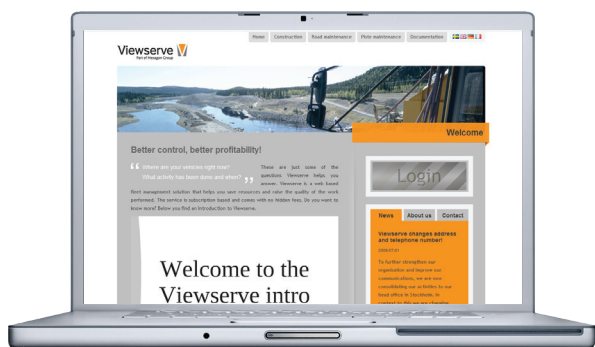 Home Construction Road maintenance Plate maintenance Documentation
Viewserve
Part of Hexagon Group
Welcome
Better control, better profitability!
Where are your vehicles right now?
What activity has been done and when?
These are just some of the
questions Viewserve helps you
answer. Viewserve is a web based
fleet management solution that helps you save resources and raise the quality of the work
performed. The service is subscription based and comes with no hidden fees. Do you want to
know more? Below you find an introduction to Viewserve.
Welcome to the
Viewserve intro
Login
News About us Contact
Viewserve changes address
and telephone number!
To further strengthen our
organisation and improve our
communications, we are now
consolidating our activities to our
head office in Stockholm. In